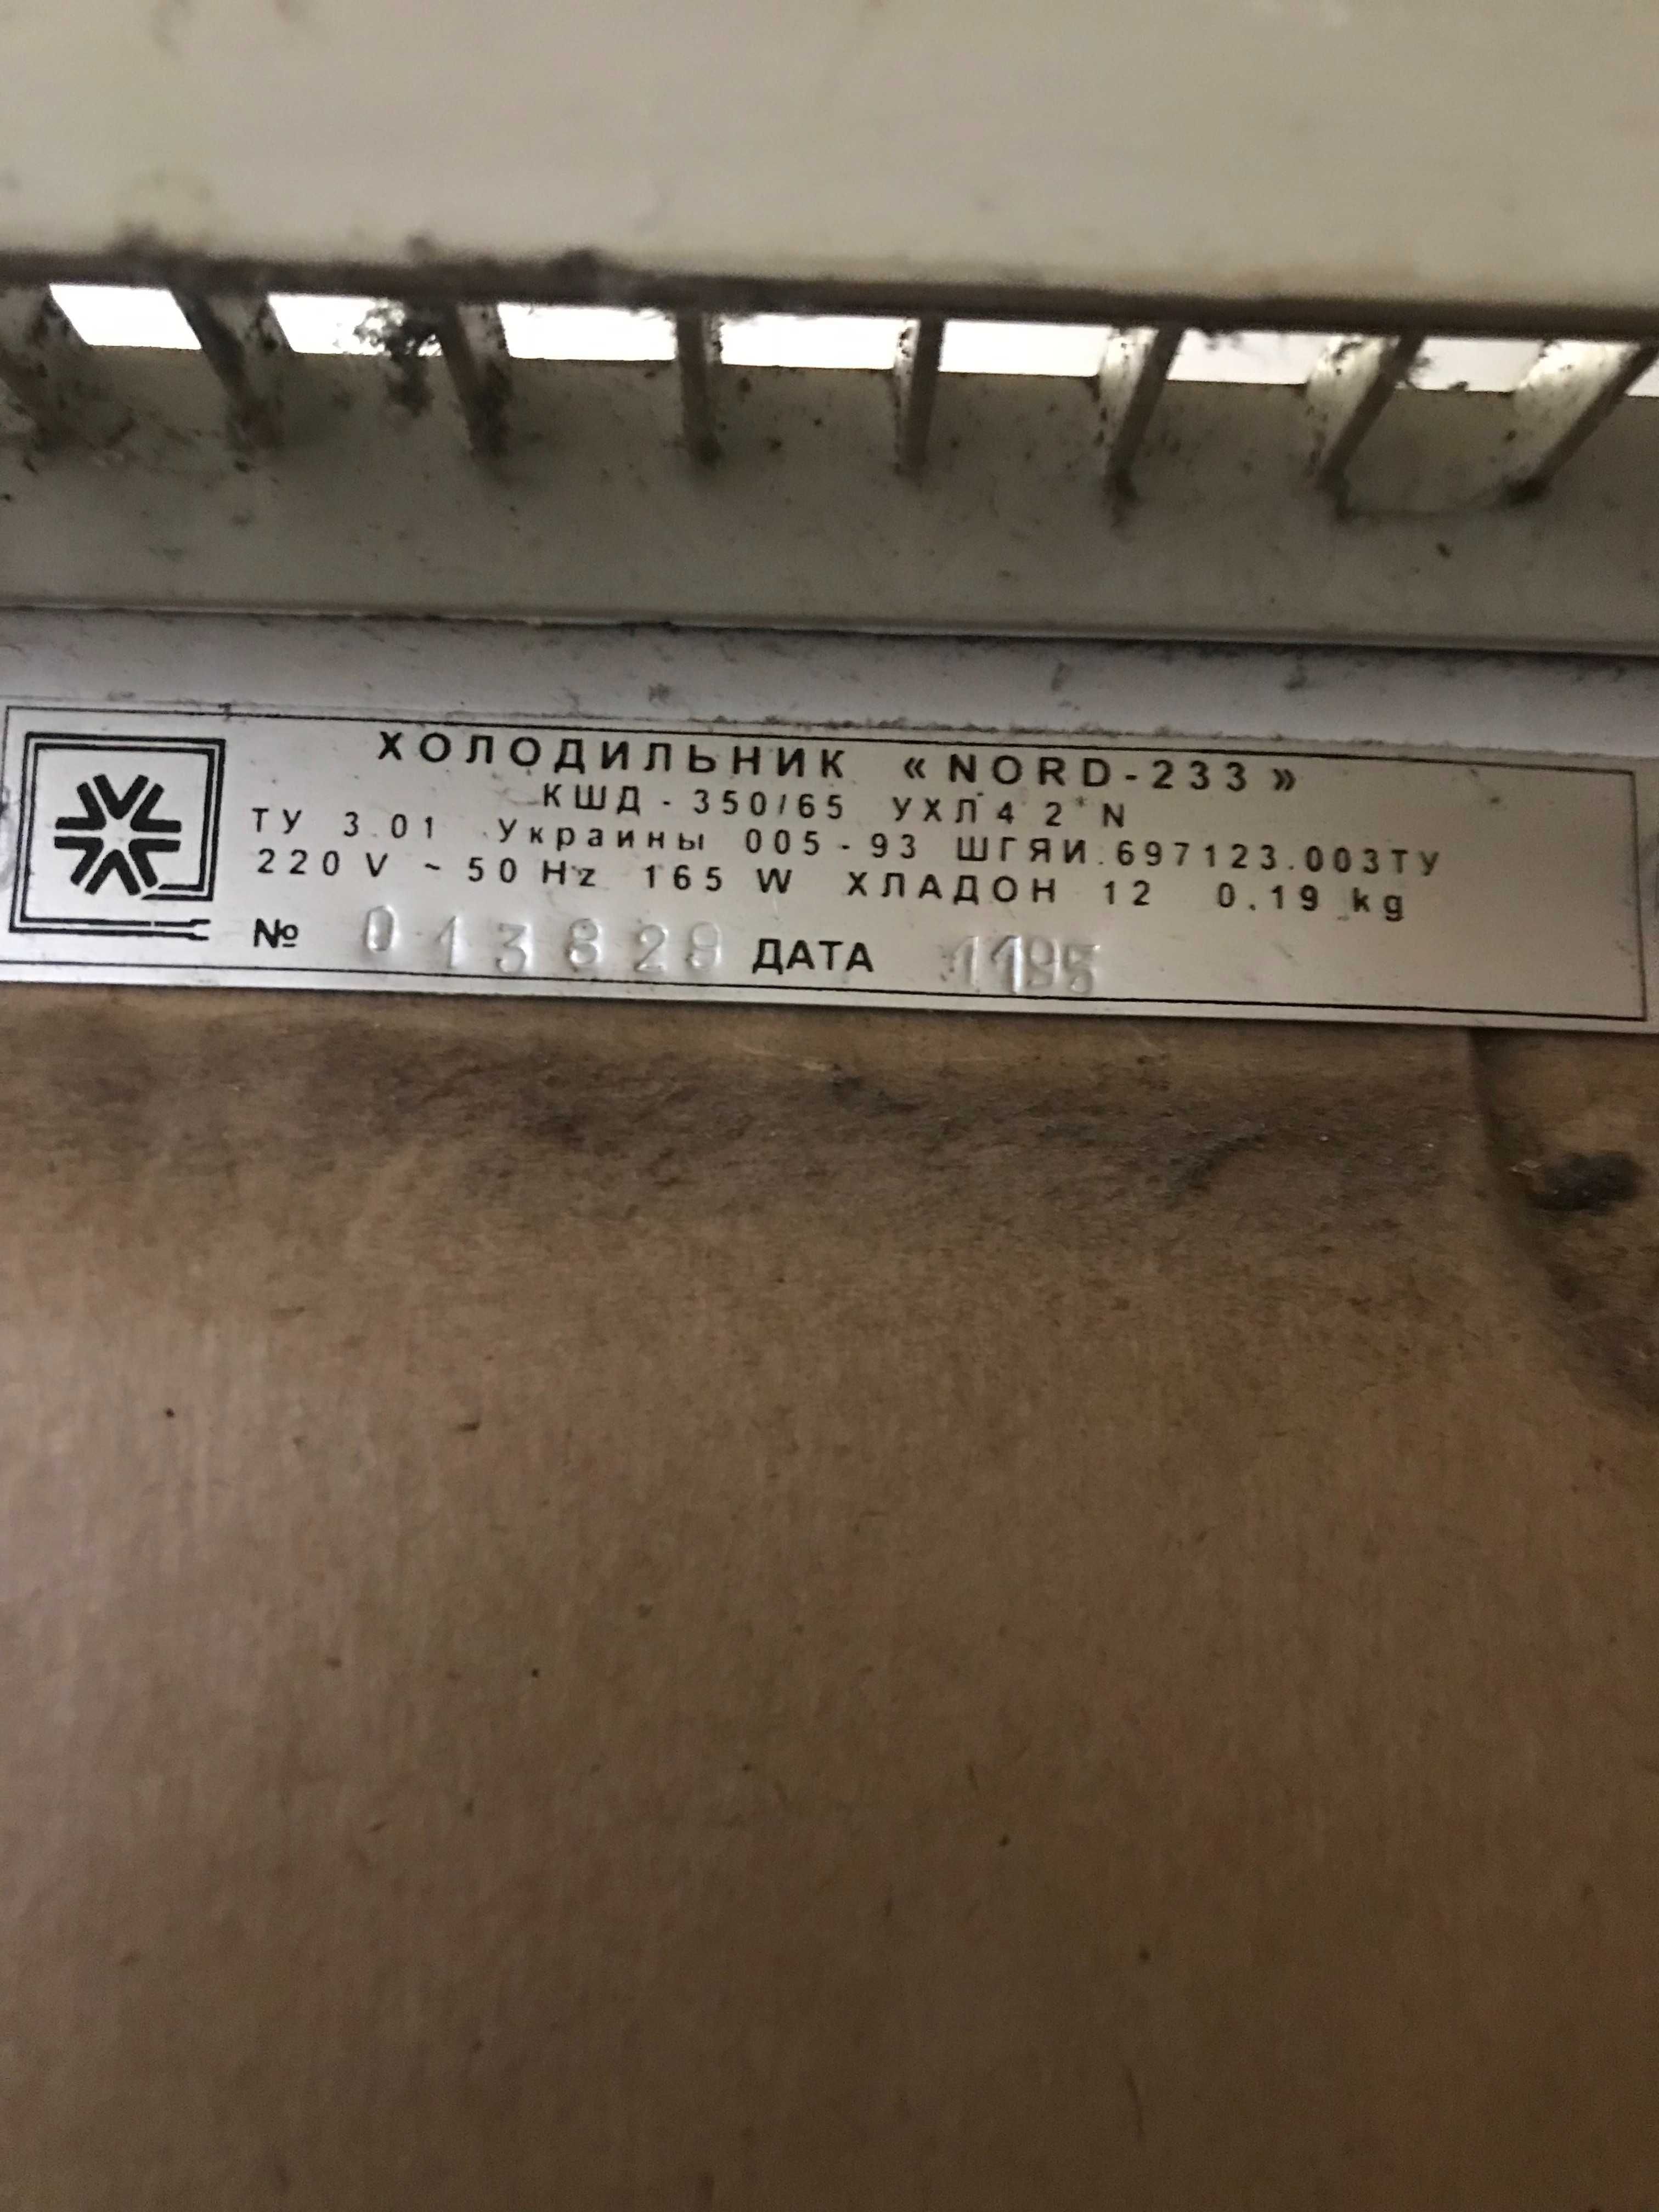 ХОЛОДИЛЬНИК «NORD-233»
КШД-350/65 УХЛ 4 2* N
ТУ 3.01 Украины 005-93 ШГЯИ.697123.003ТУ
220 V ~ 50 Hz 165 W ХЛАДОН 12 0.19 kg
№ ДАТА 1195